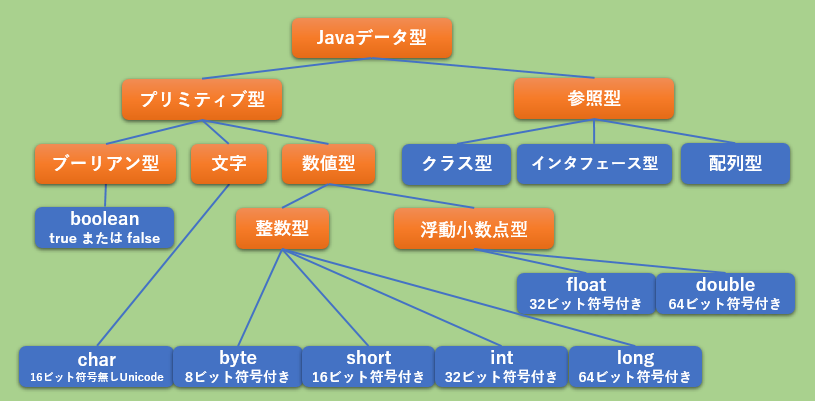 Javaデータ型
プリミティブ型
参照型
ブーリアン型
文字
数値型
クラス型
インタフェース型
配列型
boolean
true または false
整数型
浮動小数点型
float
32ビット符号付き
double
64ビット符号付き
char
16ビット符号無しUnicode
byte
8ビット符号付き
short
16ビット符号付き
int
32ビット符号付き
long
64ビット符号付き